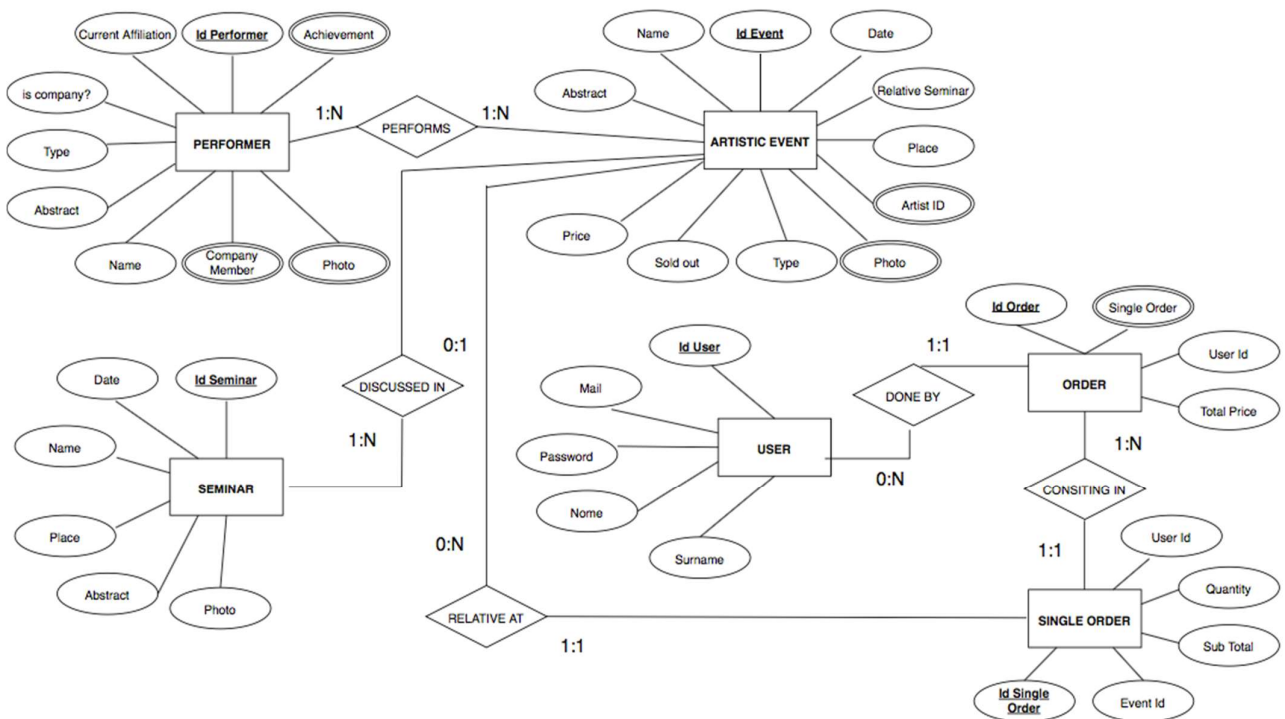 Current Affiliation
Id Performer
Achievement
is company?
Type
Abstract
Name
Company
Member
Photo
PERFORMER
1:N
PERFORMS
1:N
Name
Id Event
Date
Abstract
Relative Seminar
ARTISTIC EVENT
Place
Artist ID
Price
Sold out
Type
Photo
0:1
DISCUSSED IN
1:N
Date
Id Seminar
Name
SEMINAR
Place
Abstract
Photo
0:N
RELATIVE AT
1:1
Id User
Mail
Password
USER
Nome
Surname
0:N
DONE BY
1:1
Id Order
Single Order
User Id
ORDER
Total Price
1:N
CONSITING IN
1:1
User Id
Quantity
SINGLE ORDER
Sub Total
Id Single
Order
Event Id